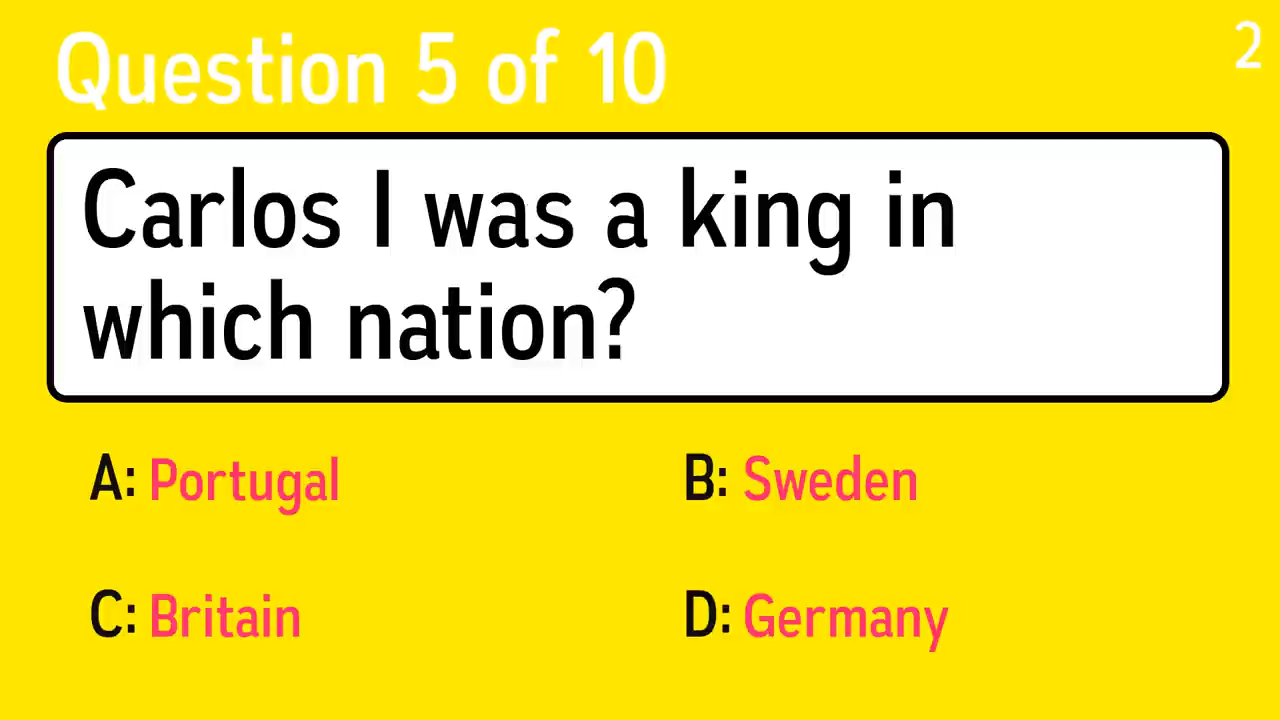 Question 5 of 10
2
Carlos I was a king in
which nation?
A: Portugal
B: Sweden
C: Britain
D: Germany